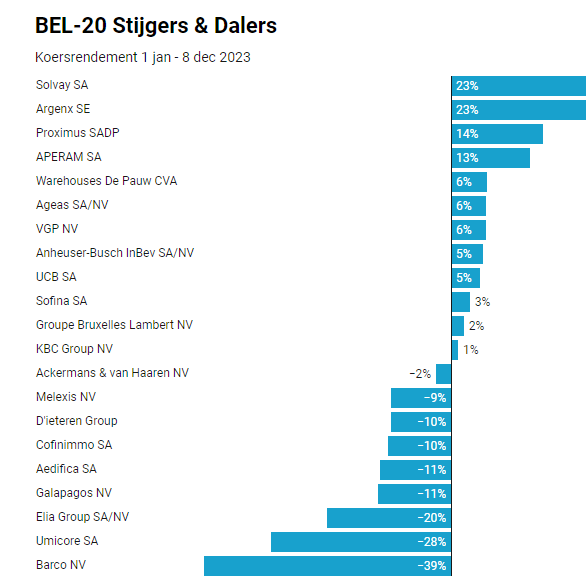 BEL-20 Stijgers & Dalers
Koersrendement 1 jan - 8 dec 2023
Solvay SA 23%
Argenx SE 23%
Proximus SADP 14%
APERAM SA 13%
Warehouses De Pauw CVA 6%
Ageas SA/NV 6%
VGP NV 6%
Anheuser-Busch InBev SA/NV 5%
UCB SA 5%
Sofina SA 3%
Groupe Bruxelles Lambert NV 2%
KBC Group NV 1%
Ackermans & van Haaren NV −2%
Melexis NV −9%
D'ieteren Group −10%
Cofinimmo SA −10%
Aedifica SA −11%
Galapagos NV −11%
Elia Group SA/NV −20%
Umicore SA −28%
Barco NV −39%